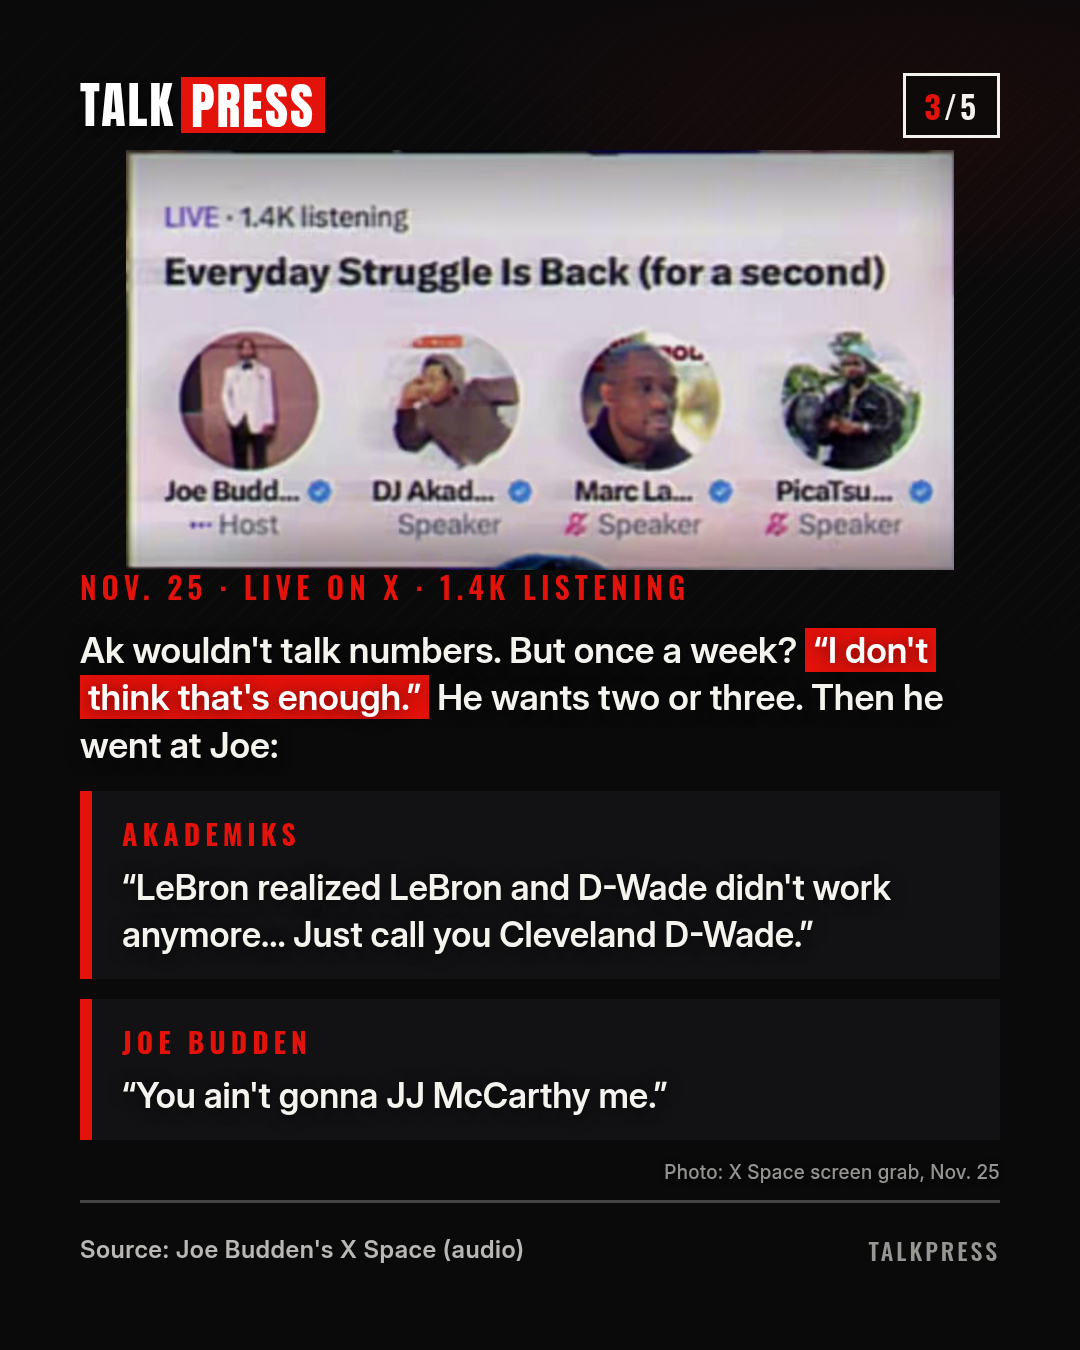 TALK PRESS
3/5
LIVE · 1.4K listening
Everyday Struggle Is Back (for a second)
Joe Budd... DJ Akad... Marc La... PicaTsu...
Host Speaker Speaker Speaker
NOV. 25 · LIVE ON X · 1.4K LISTENING
Ak wouldn't talk numbers. But once a week? “I don't
think that's enough.” He wants two or three. Then he
went at Joe:
AKADEMIKS
“LeBron realized LeBron and D-Wade didn't work
anymore... Just call you Cleveland D-Wade.”
JOE BUDDEN
“You ain't gonna JJ McCarthy me.”
Photo: X Space screen grab, Nov. 25
Source: Joe Budden's X Space (audio)
TALKPRESS